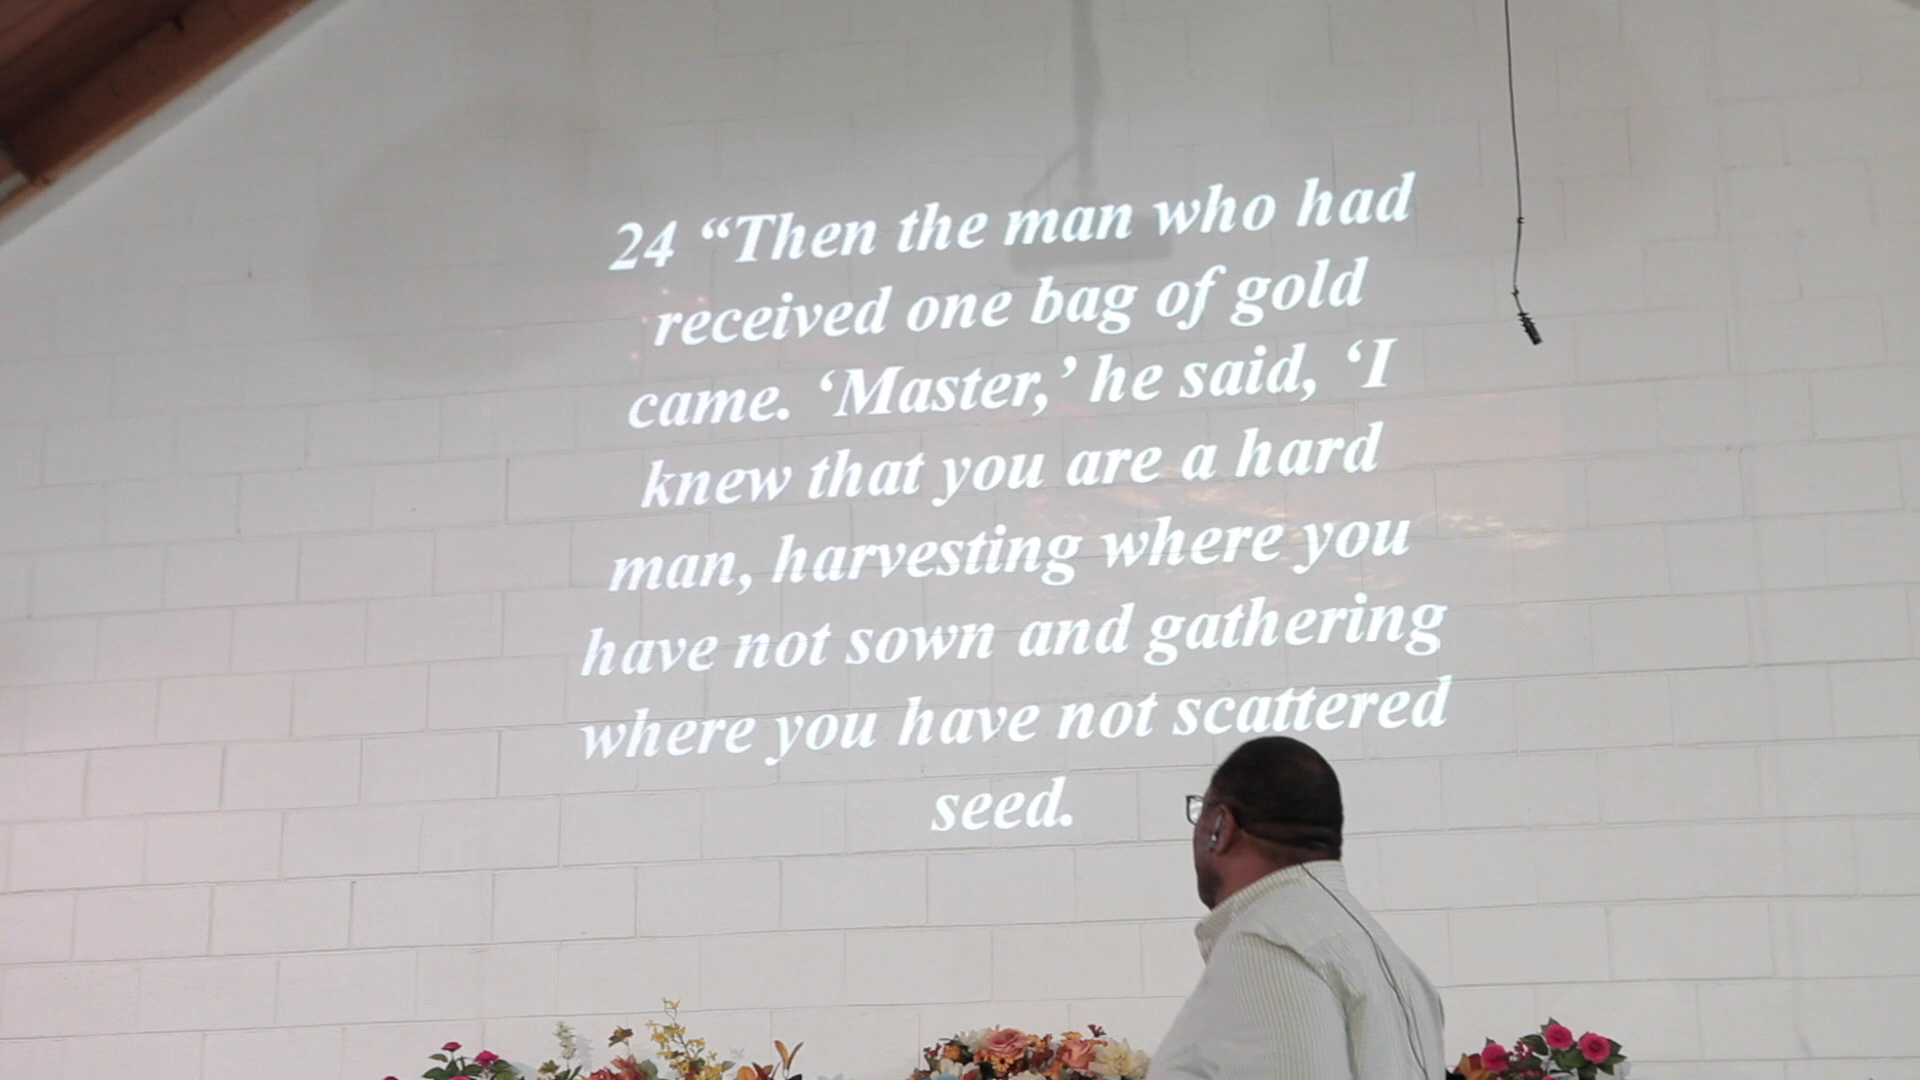 24 “Then the man who had
received one bag of gold
came. ‘Master,’ he said, ‘I
knew that you are a hard
man, harvesting where you
have not sown and gathering
where you have not scattered
seed.